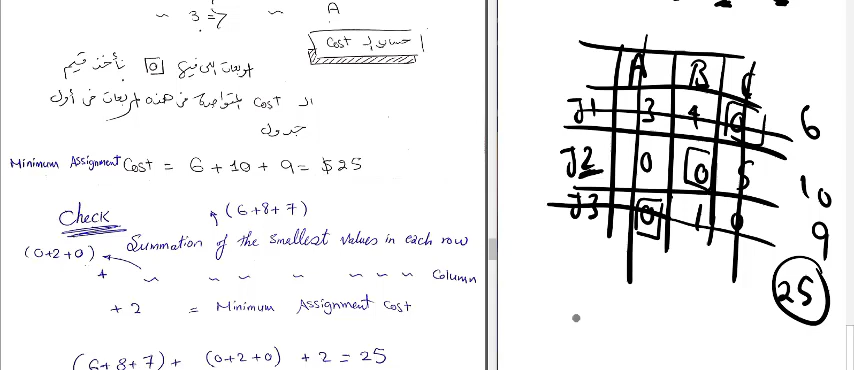 ~ 3 => ~ A
حساب الـ Cost
المربعات اللي فيها 0 نأخذ قيم
الـ Cost المتواجدة في هذه المربعات من أول
جدول
Minimum Assignment Cost = 6 + 10 + 9 = $25
Check
(6+8+7)
Summation of the smallest values in each row
(0+2+0)
+ ~ ~ ~ ~ ~ ~ ~ Column
+ 2 = Minimum Assignment Cost
(6+8+7) + (0+2+0) + 2 = 25
A B C
J1 3 4 0 6
J2 0 0 5 10
J3 0 1 0 9
25